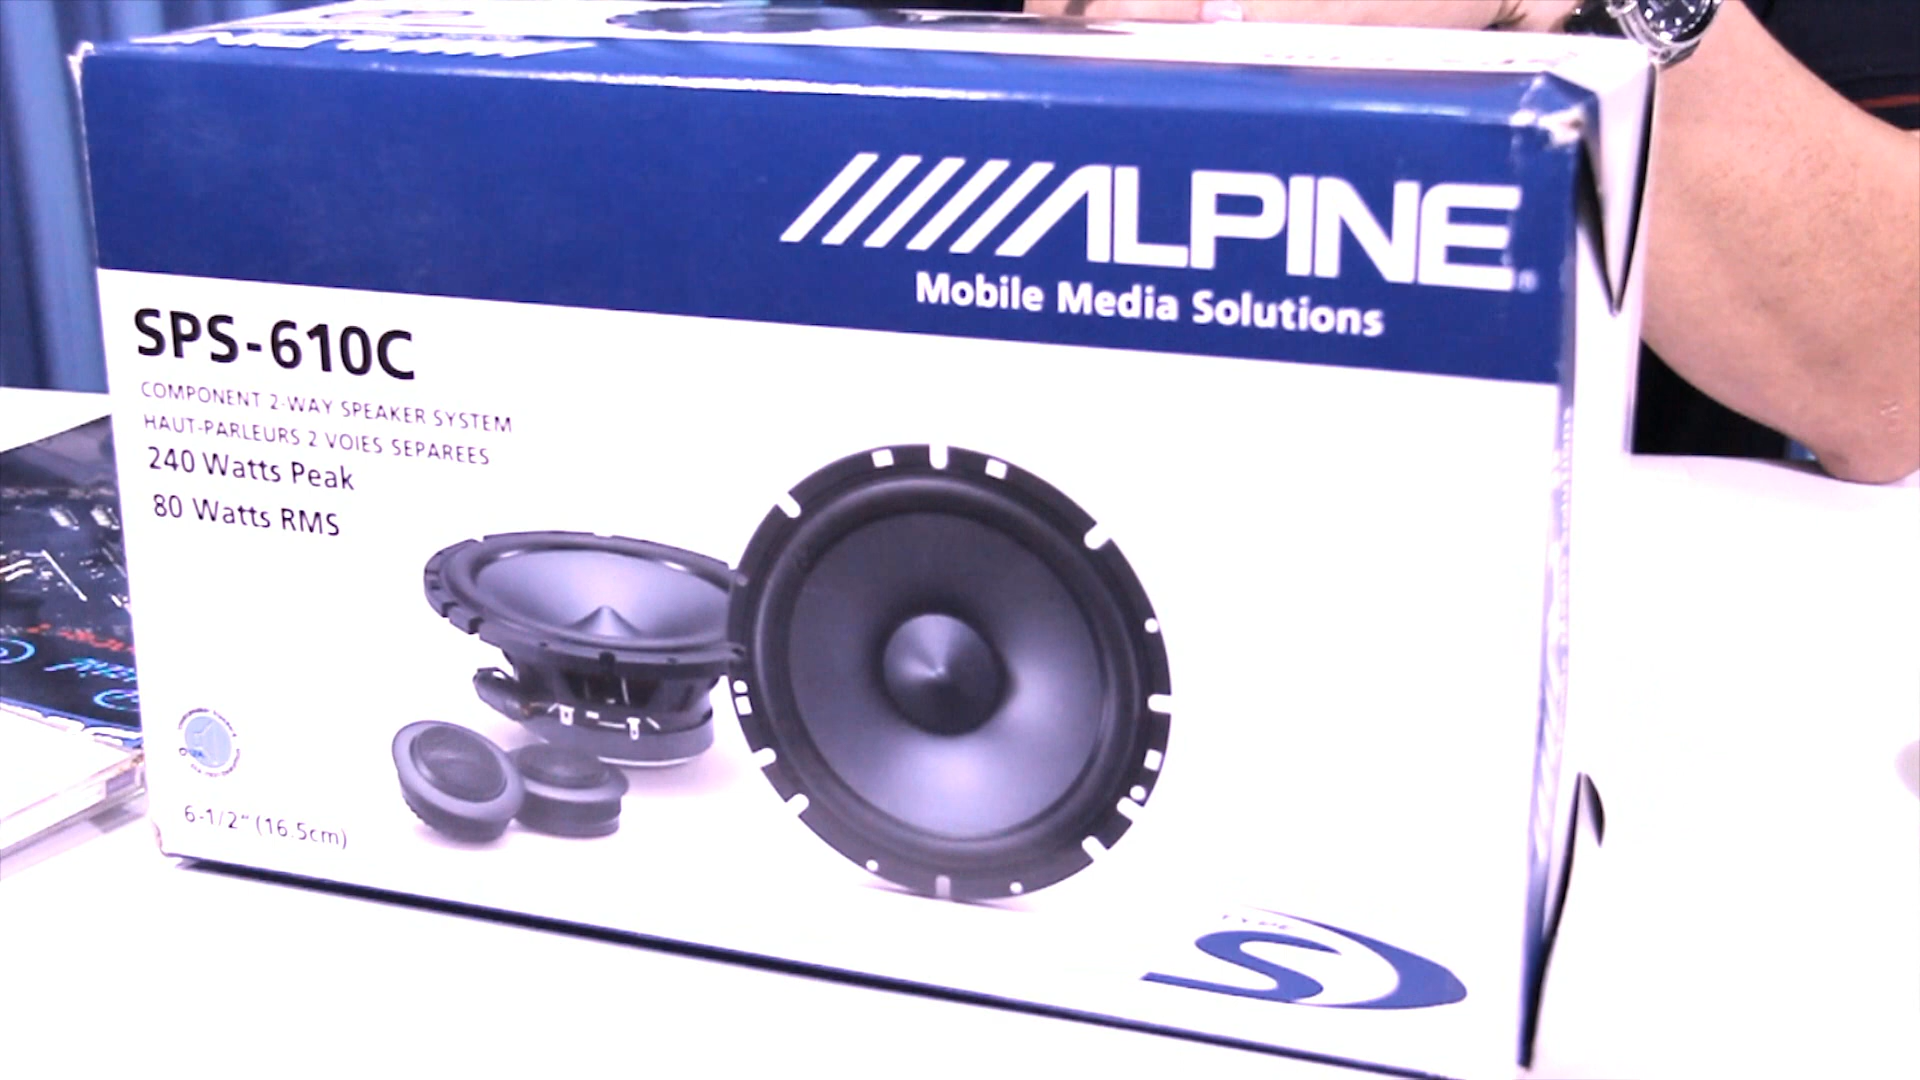 ALPINE
Mobile Media Solutions
SPS-610C
COMPONENT 2-WAY SPEAKER SYSTEM
HAUT-PARLEURS 2 VOIES SEPAREES
240 Watts Peak
80 Watts RMS
6-1/2" (16.5cm)
TYPE
S